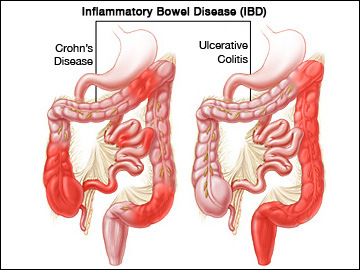 Inflammatory Bowel Disease (IBD)
Crohn's
Disease
Ulcerative
Colitis